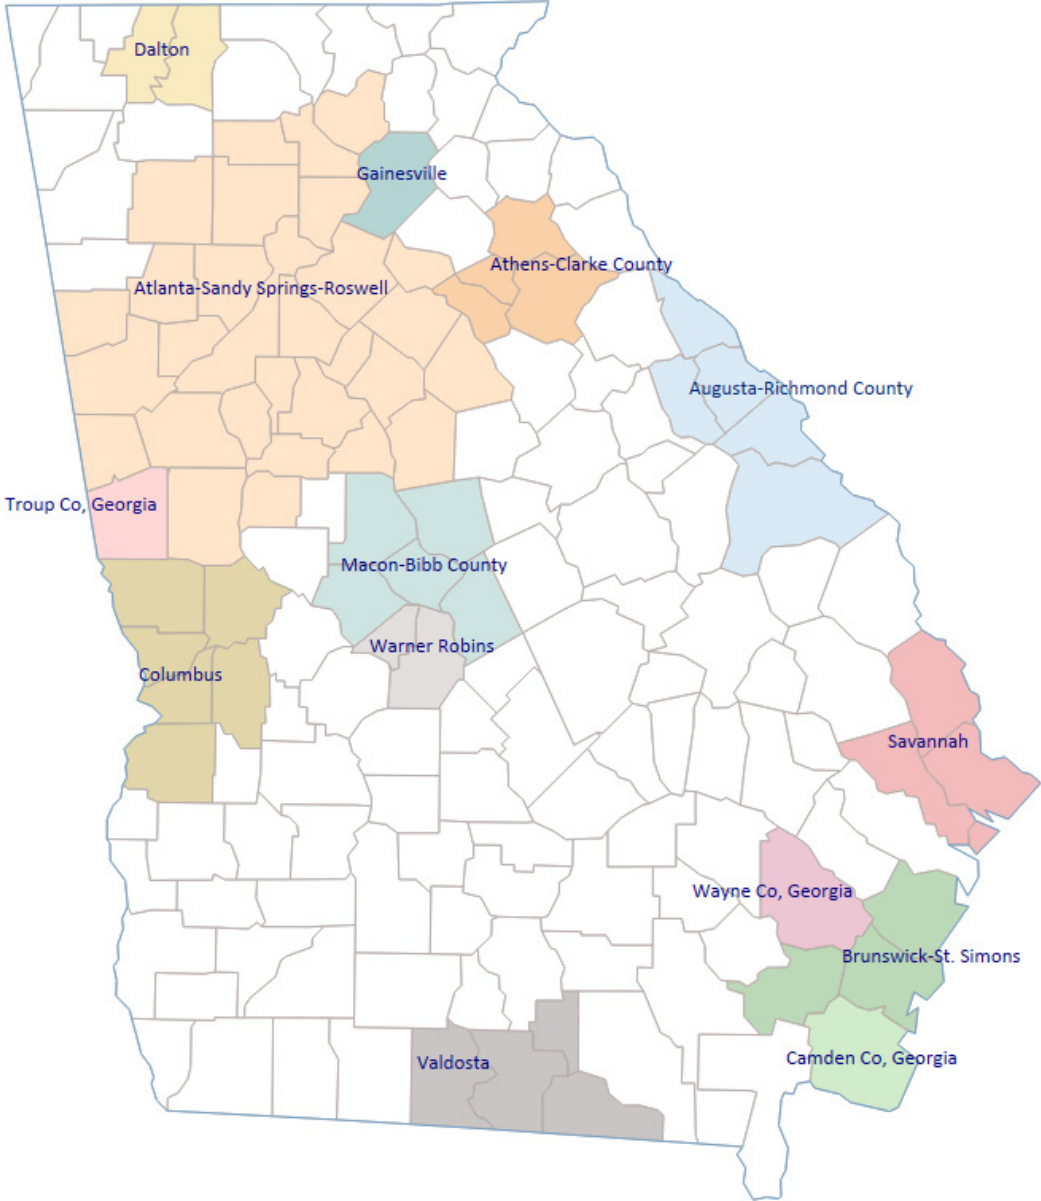 Dalton
Gainesville
Athens-Clarke County
Atlanta-Sandy Springs-Roswell
Augusta-Richmond County
Troup Co, Georgia
Macon-Bibb County
Warner Robins
Columbus
Savannah
Wayne Co, Georgia
Brunswick-St. Simons
Valdosta
Camden Co, Georgia